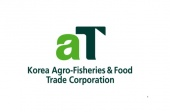 aT
Korea Agro-Fisheries & Food
Trade Corporation